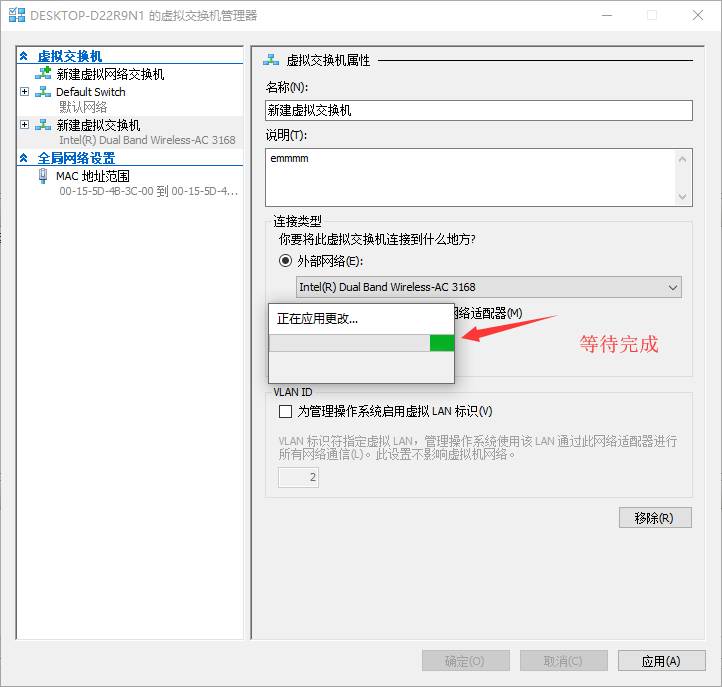 DESKTOP-D22R9N1 的虚拟交换机管理器
虚拟交换机
新建虚拟网络交换机
Default Switch
默认网络
新建虚拟交换机
Intel(R) Dual Band Wireless-AC 3168
全局网络设置
MAC 地址范围
00-15-5D-4B-3C-00 到 00-15-5D-4...
虚拟交换机属性
名称(N):
新建虚拟交换机
说明(T):
emmmm
连接类型
你要将此虚拟交换机连接到什么地方?
外部网络(E):
Intel(R) Dual Band Wireless-AC 3168
网络适配器(M)
正在应用更改...
等待完成
VLAN ID
为管理操作系统启用虚拟 LAN 标识(V)
VLAN 标识符指定虚拟 LAN，管理操作系统使用该 LAN 通过此网络适配器进行
所有网络通信(L)。此设置不影响虚拟机网络。
2
移除(R)
确定(O)
取消(C)
应用(A)